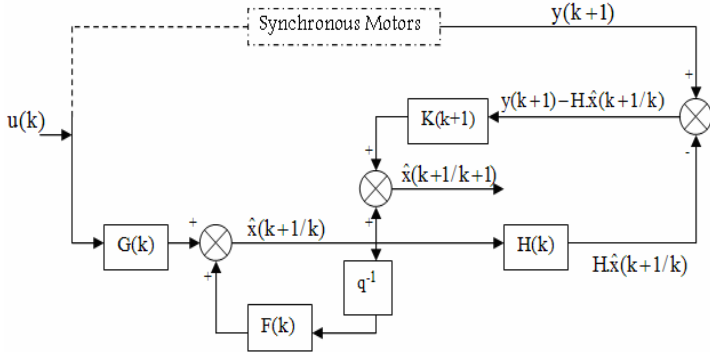 Synchronous Motors
y(k+1)
+
u(k)
K(k+1)
y(k+1)−H.x̂(k+1/k)
-
+
x̂(k+1/k+1)
+
G(k)
+
x̂(k+1/k)
H(k)
H.x̂(k+1/k)
+
q⁻¹
F(k)